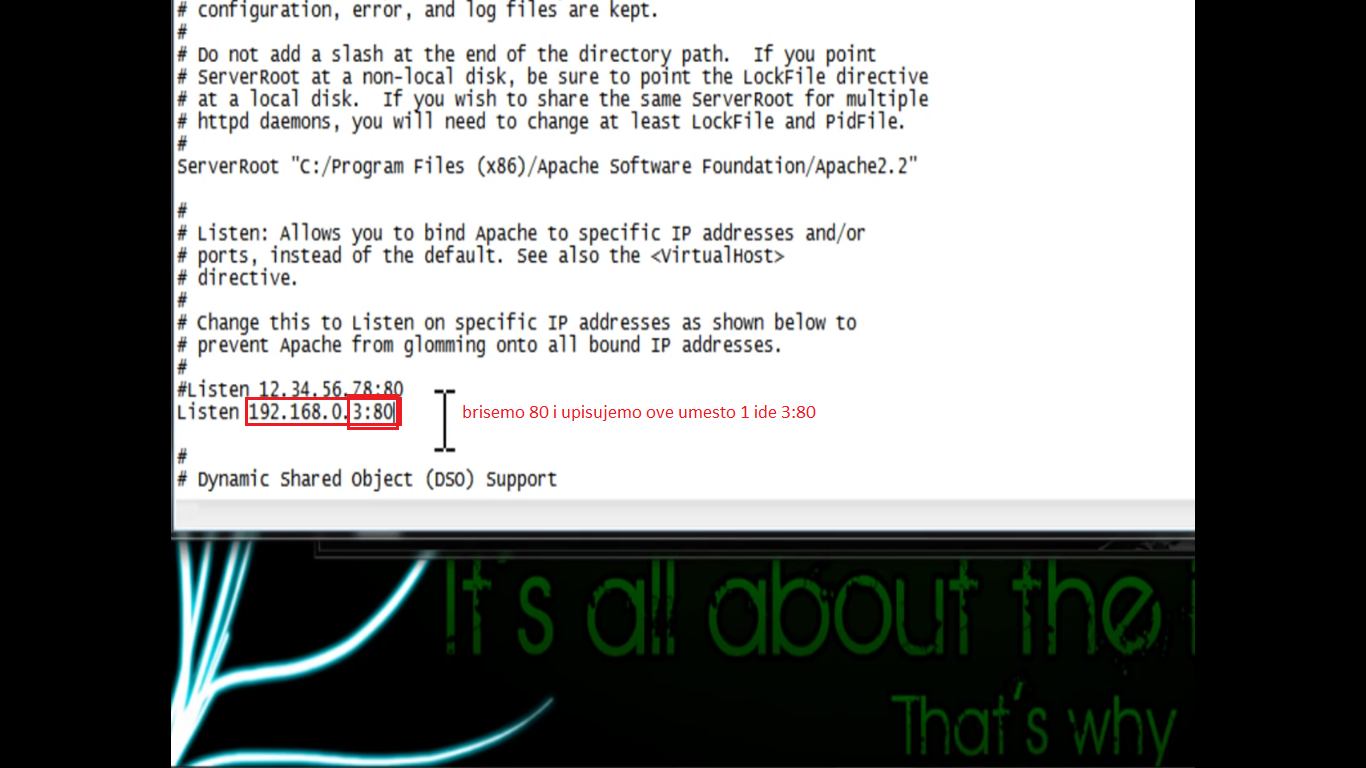 # configuration, error, and log files are kept.
#
# Do not add a slash at the end of the directory path.  If you point
# ServerRoot at a non-local disk, be sure to point the LockFile directive
# at a local disk.  If you wish to share the same ServerRoot for multiple
# httpd daemons, you will need to change at least LockFile and PidFile.
#
ServerRoot "C:/Program Files (x86)/Apache Software Foundation/Apache2.2"
#
# Listen: Allows you to bind Apache to specific IP addresses and/or
# ports, instead of the default. See also the <VirtualHost>
# directive.
#
# Change this to Listen on specific IP addresses as shown below to
# prevent Apache from glomming onto all bound IP addresses.
#
#Listen 12.34.56.78:80
Listen 192.168.0.3:80
brisemo 80 i upisujemo ove umesto 1 ide 3:80
#
# Dynamic Shared Object (DSO) Support
It's all about the i
That's why